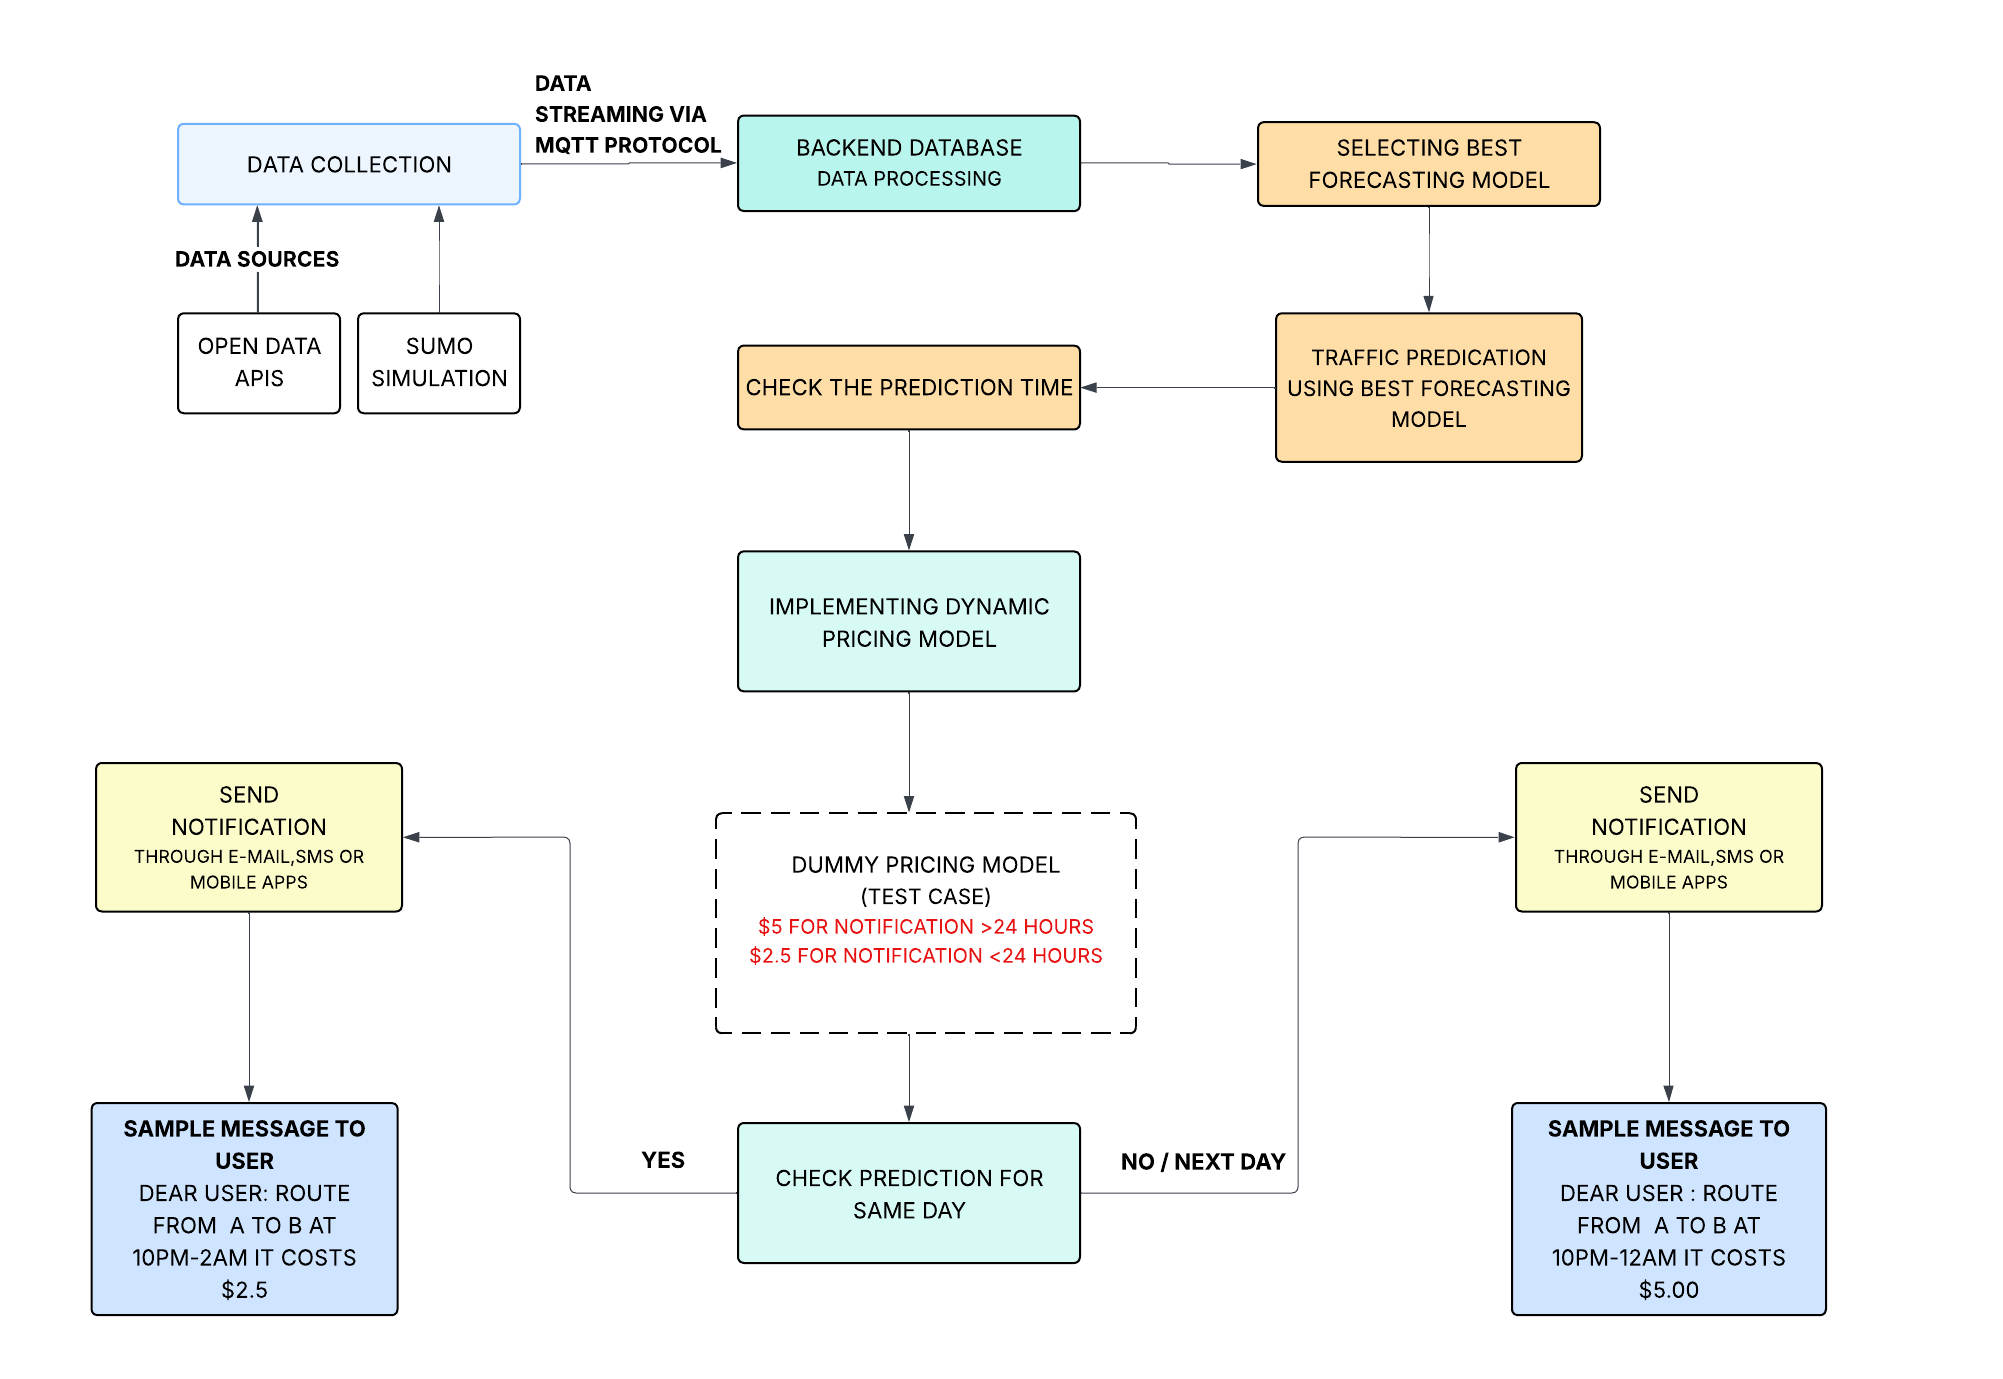 DATA
STREAMING VIA
MQTT PROTOCOL
DATA COLLECTION
BACKEND DATABASE
DATA PROCESSING
SELECTING BEST
FORECASTING MODEL
DATA SOURCES
OPEN DATA
APIS
SUMO
SIMULATION
TRAFFIC PREDICATION
USING BEST FORECASTING
MODEL
CHECK THE PREDICTION TIME
IMPLEMENTING DYNAMIC
PRICING MODEL
SEND
NOTIFICATION
THROUGH E-MAIL,SMS OR
MOBILE APPS
DUMMY PRICING MODEL
(TEST CASE)
$5 FOR NOTIFICATION >24 HOURS
$2.5 FOR NOTIFICATION <24 HOURS
SEND
NOTIFICATION
THROUGH E-MAIL,SMS OR
MOBILE APPS
SAMPLE MESSAGE TO
USER
DEAR USER: ROUTE
FROM  A TO B AT
10PM-2AM IT COSTS
$2.5
YES
CHECK PREDICTION FOR
SAME DAY
NO / NEXT DAY
SAMPLE MESSAGE TO
USER
DEAR USER : ROUTE
FROM  A TO B AT
10PM-12AM IT COSTS
$5.00